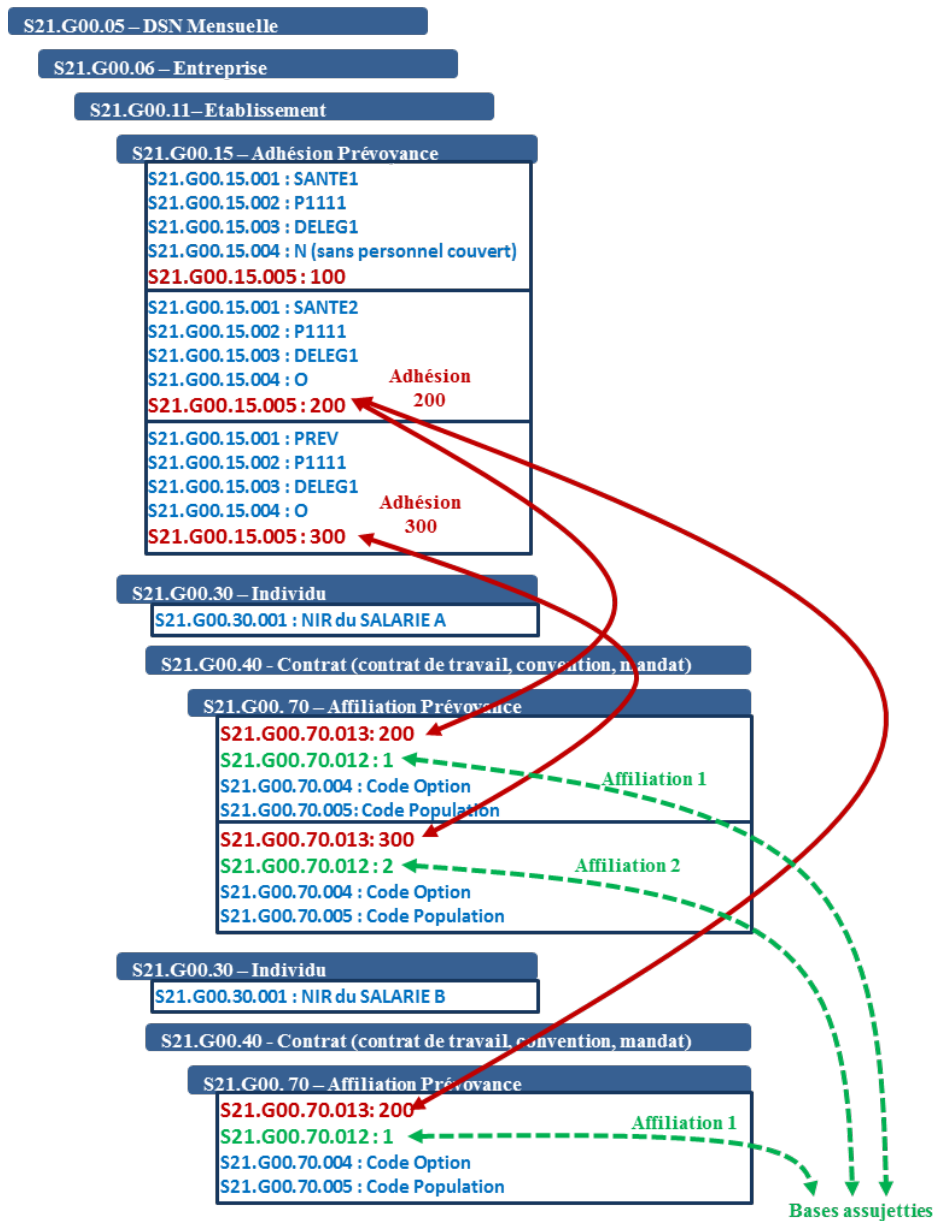 S21.G00.05 – DSN Mensuelle
S21.G00.06 – Entreprise
S21.G00.11– Etablissement
S21.G00.15 – Adhésion Prévoyance
S21.G00.15.001 : SANTE1
S21.G00.15.002 : P1111
S21.G00.15.003 : DELEG1
S21.G00.15.004 : N (sans personnel couvert)
S21.G00.15.005 : 100
S21.G00.15.001 : SANTE2
S21.G00.15.002 : P1111
S21.G00.15.003 : DELEG1
S21.G00.15.004 : O
S21.G00.15.005 : 200
Adhésion
200
S21.G00.15.001 : PREV
S21.G00.15.002 : P1111
S21.G00.15.003 : DELEG1
S21.G00.15.004 : O
S21.G00.15.005 : 300
Adhésion
300
S21.G00.30 – Individu
S21.G00.30.001 : NIR du SALARIE A
S21.G00.40 - Contrat (contrat de travail, convention, mandat)
S21.G00. 70 – Affiliation Prévoyance
S21.G00.70.013: 200
S21.G00.70.012 : 1
S21.G00.70.004 : Code Option
S21.G00.70.005: Code Population
Affiliation 1
S21.G00.70.013: 300
S21.G00.70.012 : 2
S21.G00.70.004 : Code Option
S21.G00.70.005 : Code Population
Affiliation 2
S21.G00.30 – Individu
S21.G00.30.001 : NIR du SALARIE B
S21.G00.40 - Contrat (contrat de travail, convention, mandat)
S21.G00. 70 – Affiliation Prévoyance
S21.G00.70.013: 200
S21.G00.70.012 : 1
S21.G00.70.004 : Code Option
S21.G00.70.005 : Code Population
Affiliation 1
Bases assujetties